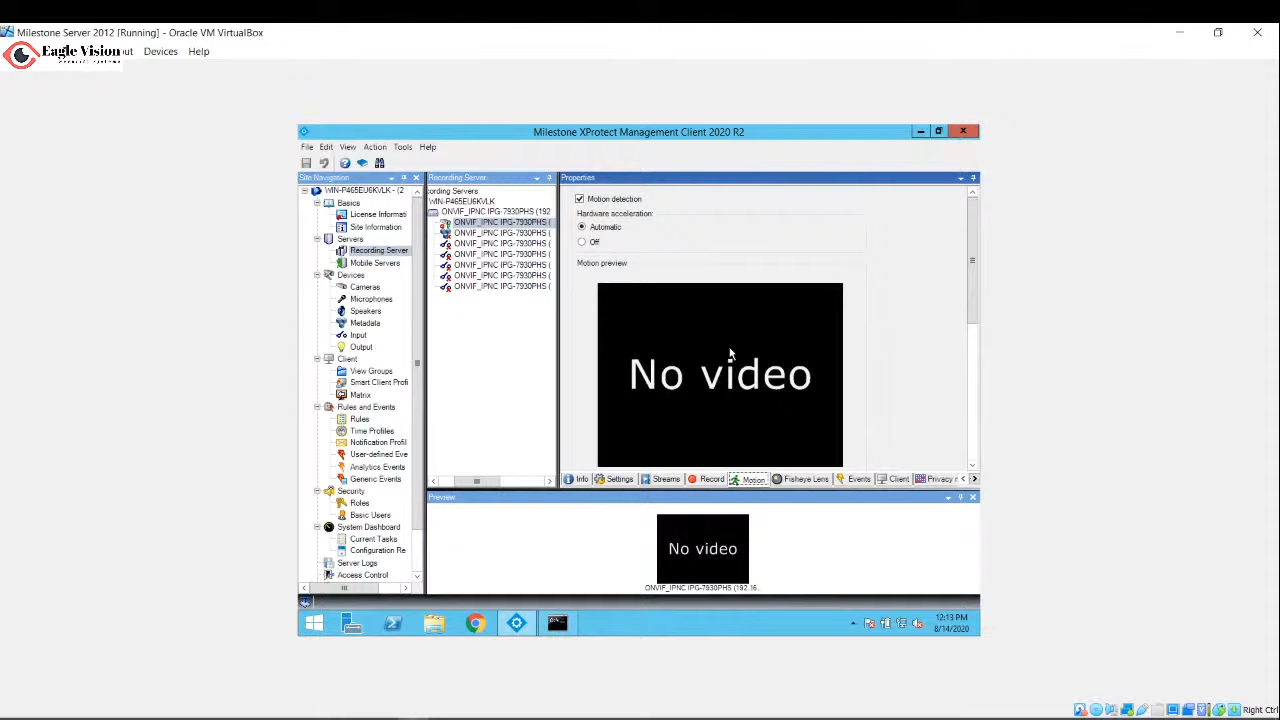 Milestone Server 2012 [Running] - Oracle VM VirtualBox
Eagle Vision
Devices
Help
Milestone XProtect Management Client 2020 R2
File Edit View Action Tools Help
Site Navigation
WIN-P465EU6KVLK - (2
Basics
License Informati
Site Information
Servers
Recording Server
Mobile Servers
Devices
Cameras
Microphones
Speakers
Metadata
Input
Output
Client
View Groups
Smart Client Profi
Matrix
Rules and Events
Rules
Time Profiles
Notification Profil
User-defined Eve
Analytics Events
Generic Events
Security
Roles
Basic Users
System Dashboard
Current Tasks
Configuration Re
Server Logs
Access Control
Recording Server
ording Servers
WIN-P465EU6KVLK
ONVIF_IPNC IPG-7930PHS (192
ONVIF_IPNC IPG-7930PHS (
ONVIF_IPNC IPG-7930PHS (
ONVIF_IPNC IPG-7930PHS (
ONVIF_IPNC IPG-7930PHS (
ONVIF_IPNC IPG-7930PHS (
ONVIF_IPNC IPG-7930PHS (
ONVIF_IPNC IPG-7930PHS (
Properties
Motion detection
Hardware acceleration:
Automatic
Off
Motion preview
No video
Info Settings Streams Record Motion Fisheye Lens Events Client Privacy
Preview
No video
ONVIF_IPNC IPG-7930PHS (192.16.
12:13 PM
8/14/2020
Right Ctrl